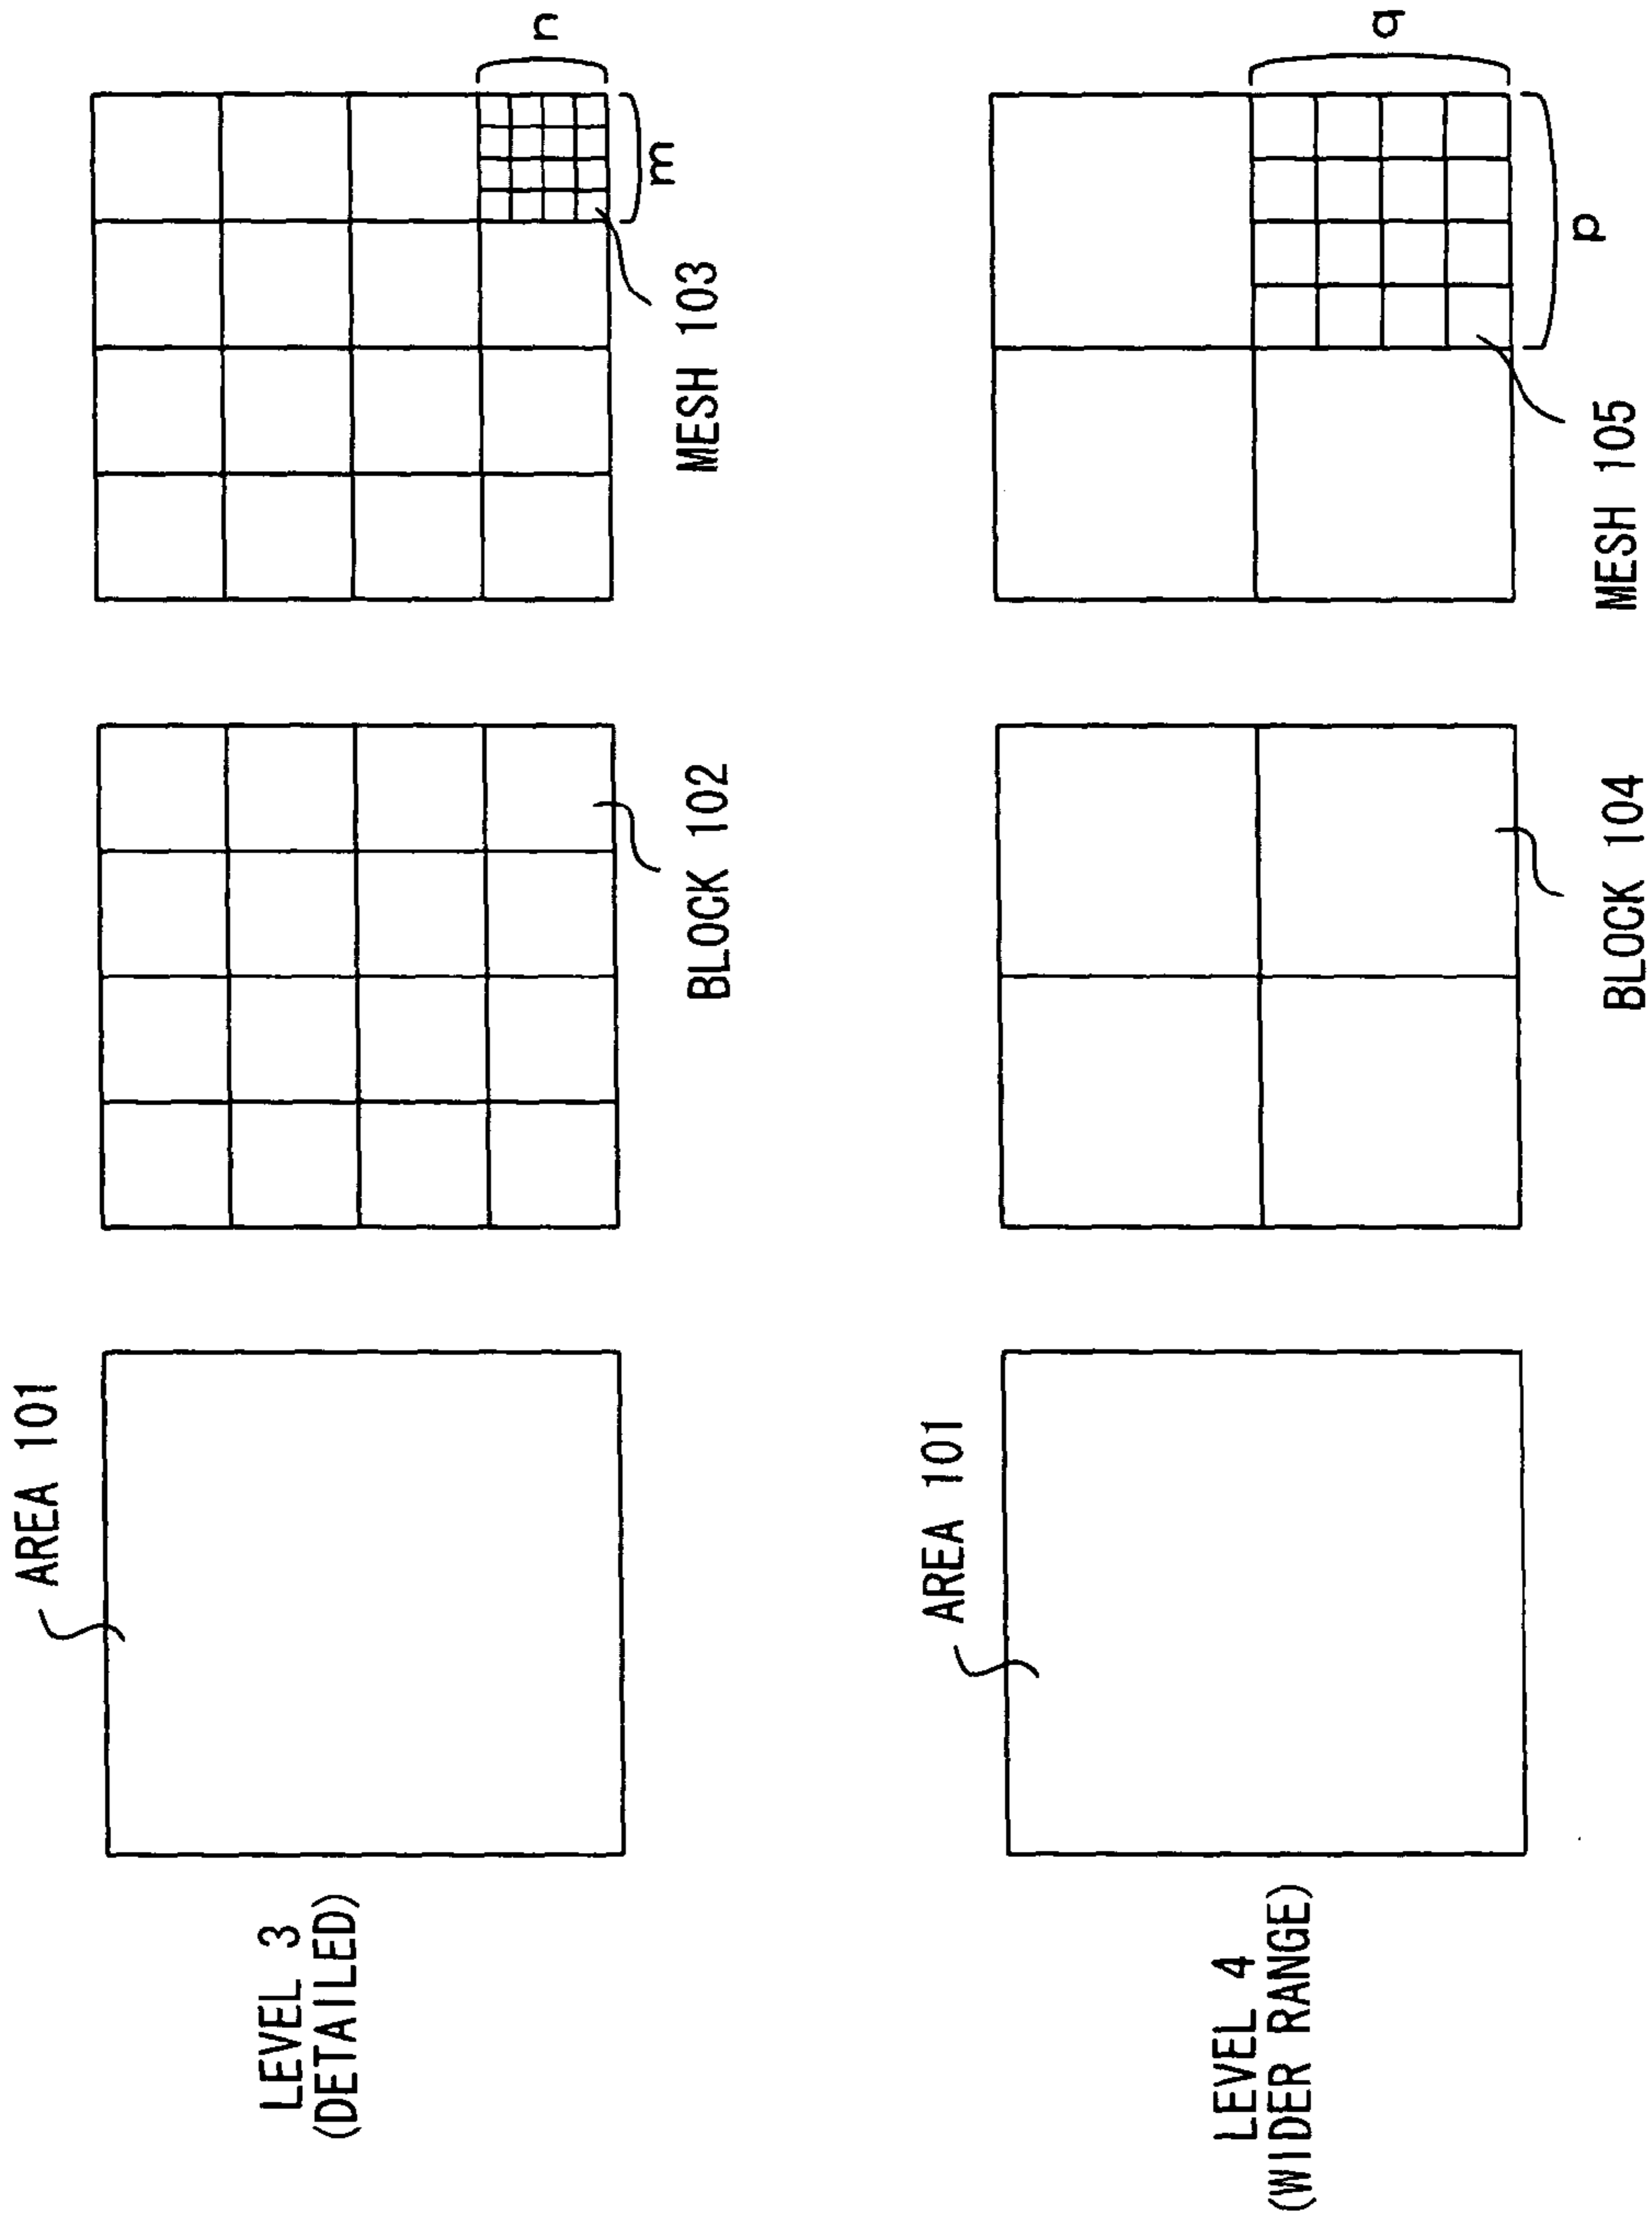 LEVEL 3
(DETAILED)
AREA 101
BLOCK 102
MESH 103
m
n
LEVEL 4
(WIDER RANGE)
AREA 101
BLOCK 104
MESH 105
p
q